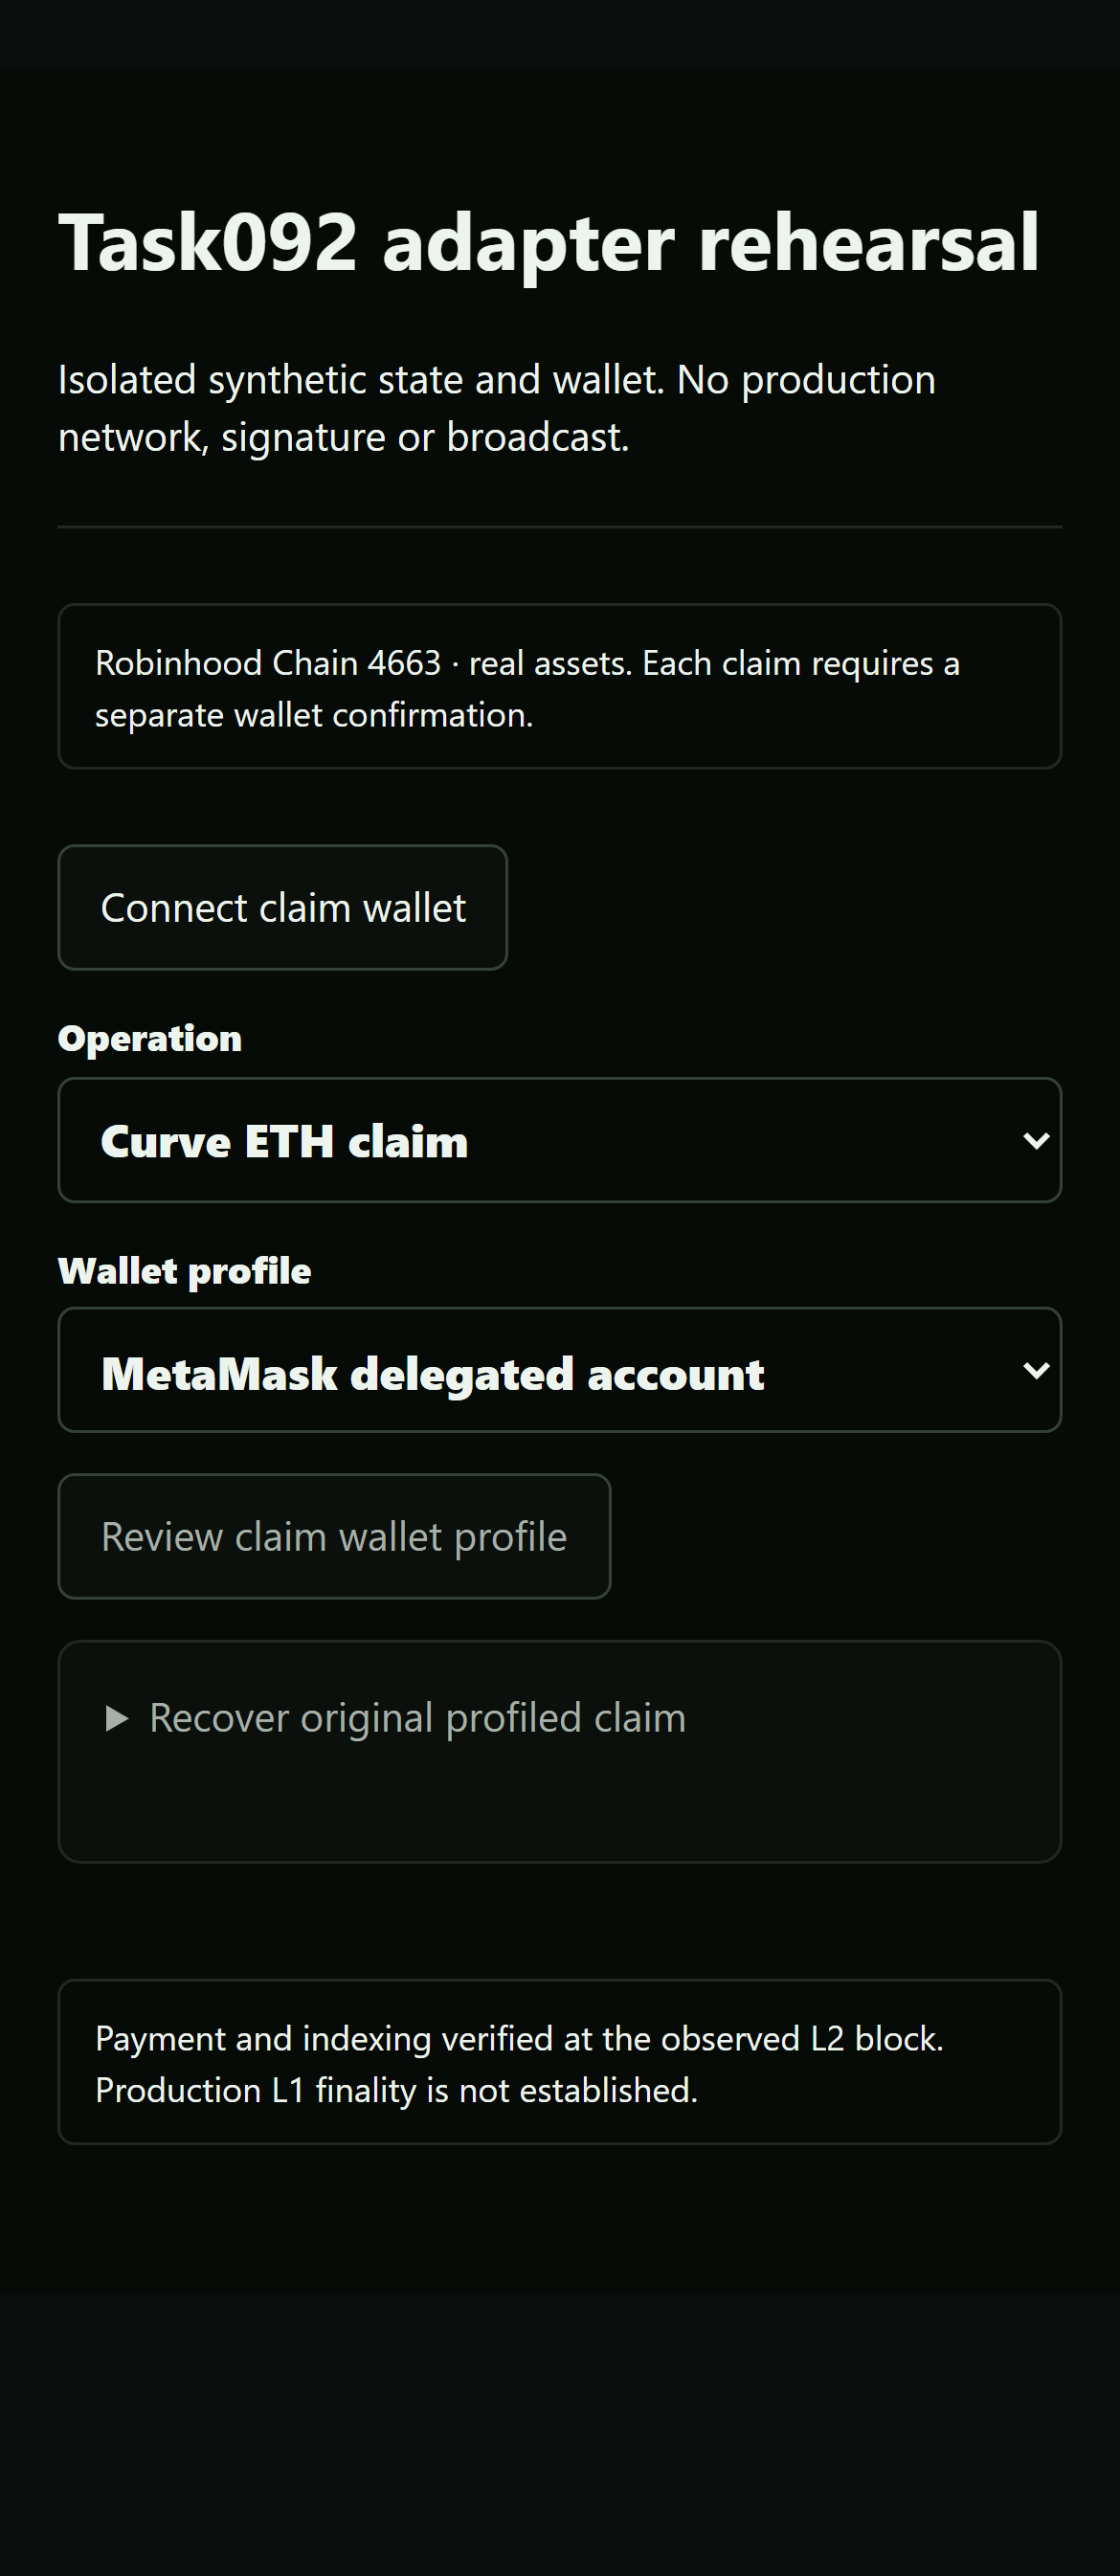 Task092 adapter rehearsal
Isolated synthetic state and wallet. No production
network, signature or broadcast.
Robinhood Chain 4663 · real assets. Each claim requires a
separate wallet confirmation.
Connect claim wallet
Operation
Curve ETH claim
Wallet profile
MetaMask delegated account
Review claim wallet profile
Recover original profiled claim
Payment and indexing verified at the observed L2 block.
Production L1 finality is not established.